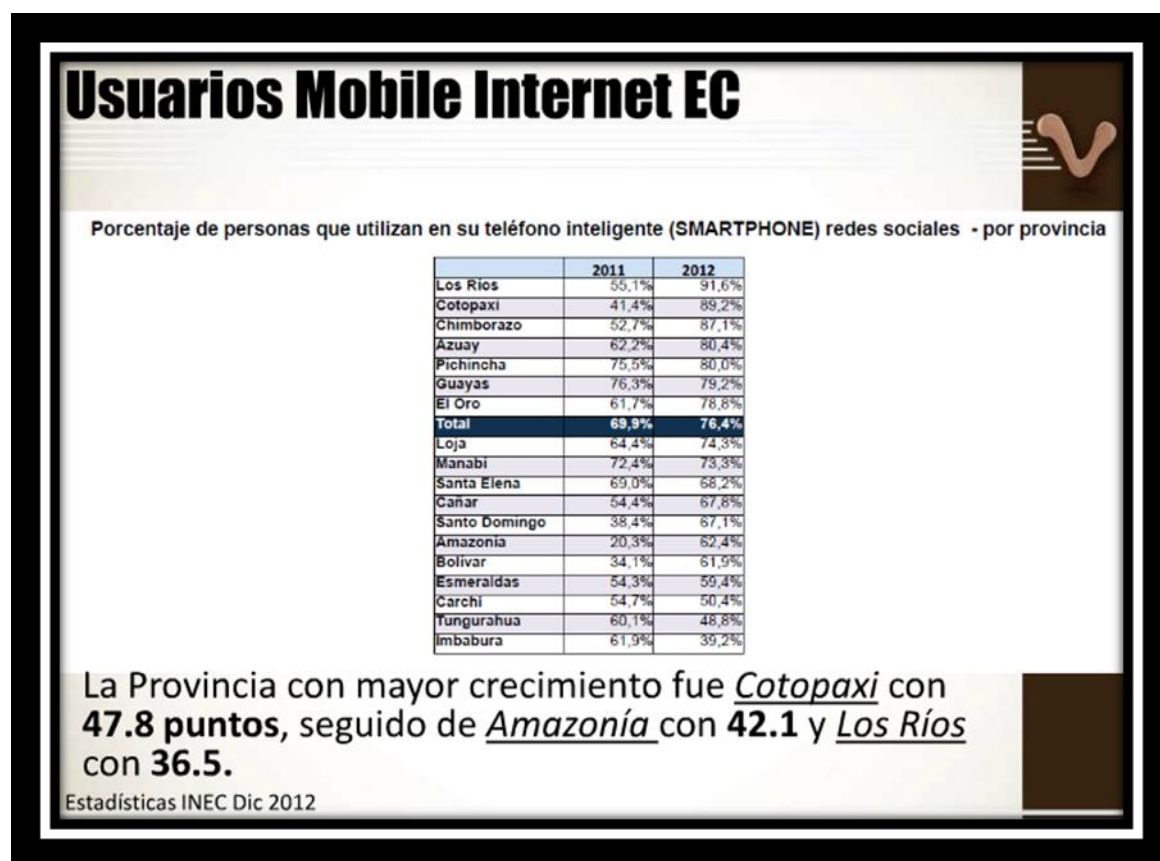 Usuarios Mobile Internet EC
Porcentaje de personas que utilizan en su teléfono inteligente (SMARTPHONE) redes sociales - por provincia
2011 2012
Los Ríos 55,1% 91,6%
Cotopaxi 41,4% 89,2%
Chimborazo 52,7% 87,1%
Azuay 62,2% 80,4%
Pichincha 75,5% 80,0%
Guayas 76,3% 79,2%
El Oro 61,7% 78,8%
Total 69,9% 76,4%
Loja 64,4% 74,3%
Manabí 72,4% 73,3%
Santa Elena 69,0% 68,2%
Cañar 54,4% 67,8%
Santo Domingo 38,4% 67,1%
Amazonía 20,3% 62,4%
Bolívar 34,1% 61,9%
Esmeraldas 54,3% 59,4%
Carchi 54,7% 50,4%
Tungurahua 60,1% 48,8%
Imbabura 61,9% 39,2%
La Provincia con mayor crecimiento fue Cotopaxi con
47.8 puntos, seguido de Amazonía con 42.1 y Los Ríos
con 36.5.
Estadísticas INEC Dic 2012